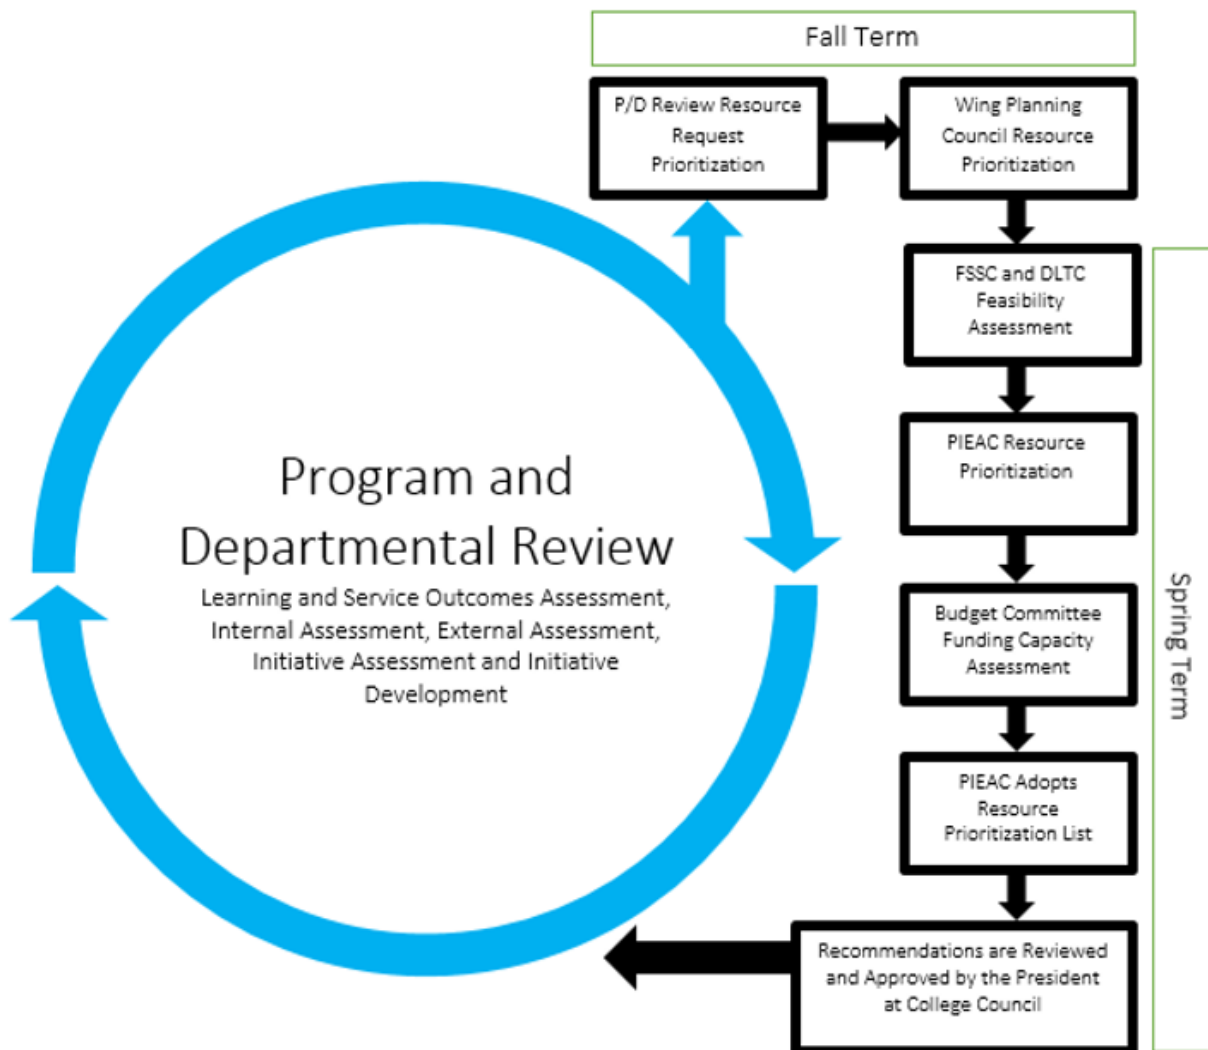 Fall Term
P/D Review Resource
Request
Prioritization
Wing Planning
Council Resource
Prioritization
FSSC and DLTC
Feasibility
Assessment
PIEAC Resource
Prioritization
Budget Committee
Funding Capacity
Assessment
PIEAC Adopts
Resource
Prioritization List
Recommendations are Reviewed
and Approved by the President
at College Council
Spring Term
Program and
Departmental Review
Learning and Service Outcomes Assessment,
Internal Assessment, External Assessment,
Initiative Assessment and Initiative
Development